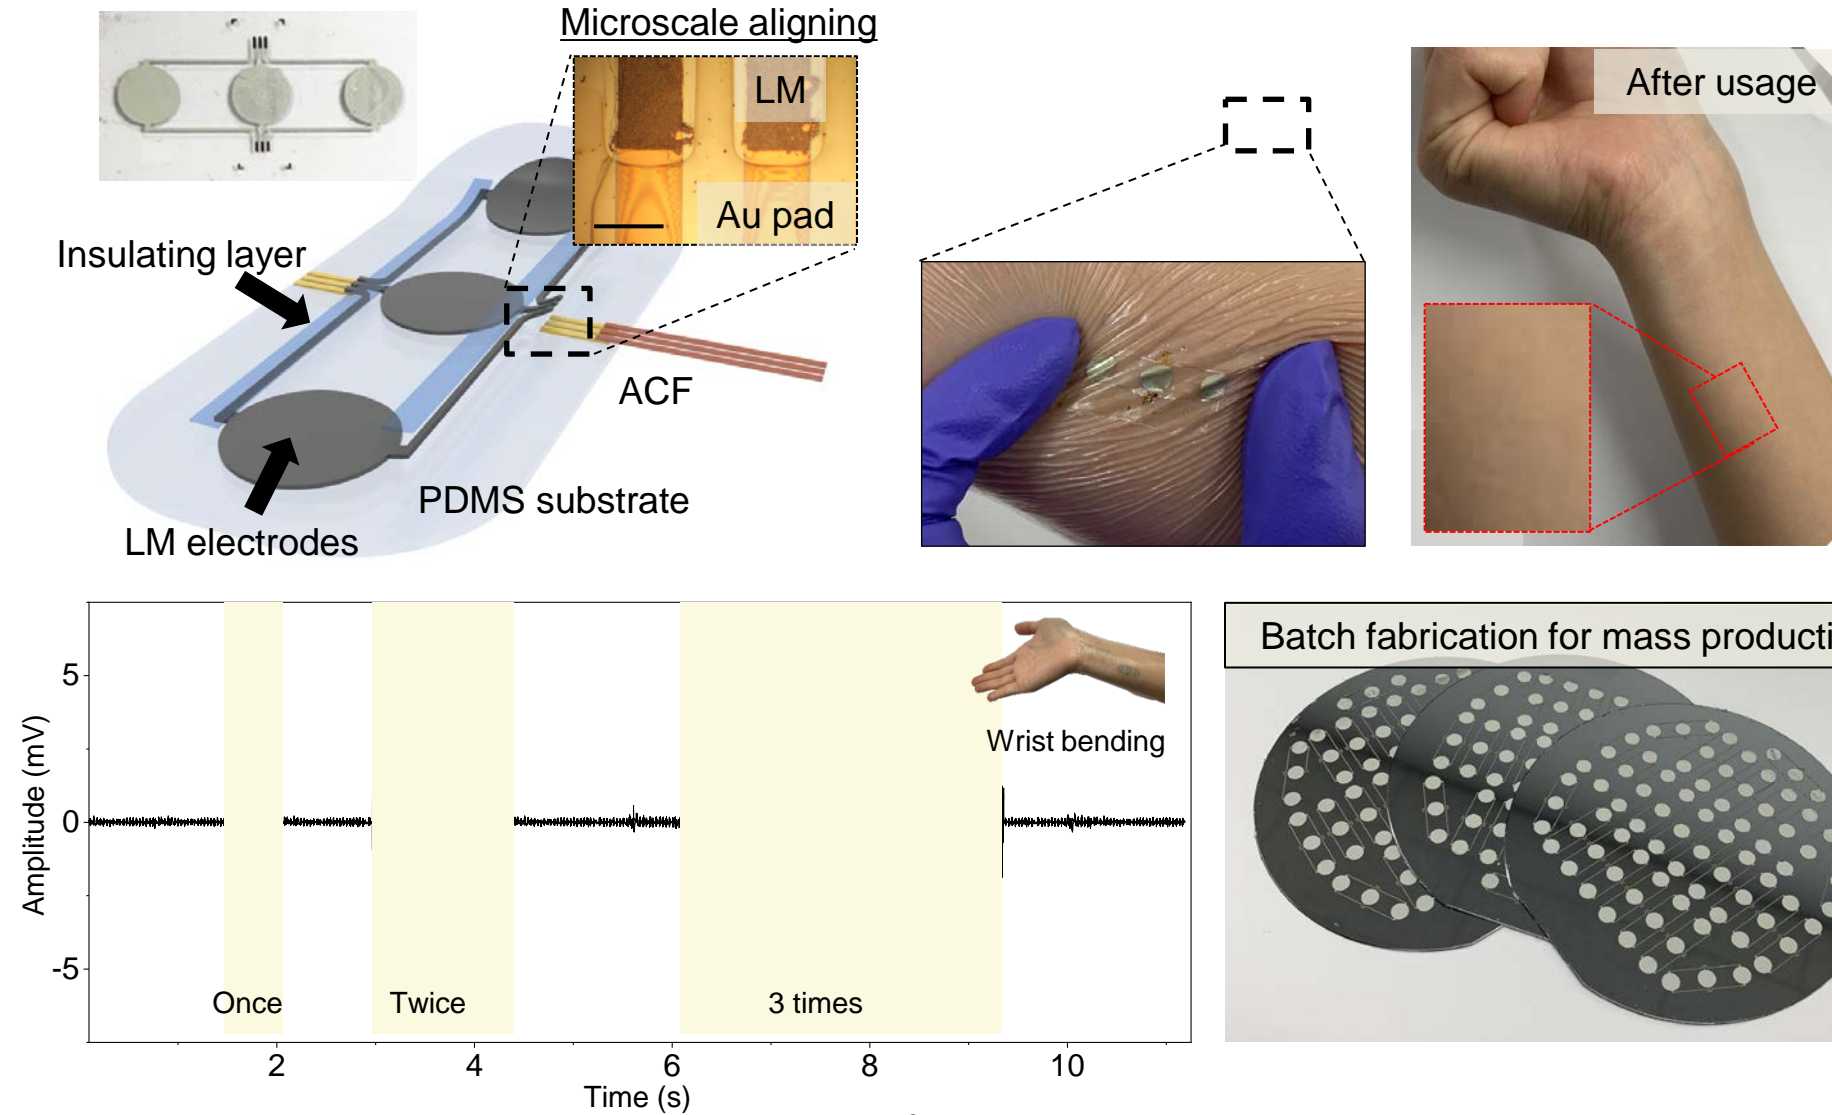 Microscale aligning
LM
Au pad
After usage
Insulating layer
ACF
PDMS substrate
LM electrodes
Batch fabrication for mass producti
5
0
-5
Amplitude (mV)
Wrist bending
Once
Twice
3 times
2
4
6
8
10
Time (s)